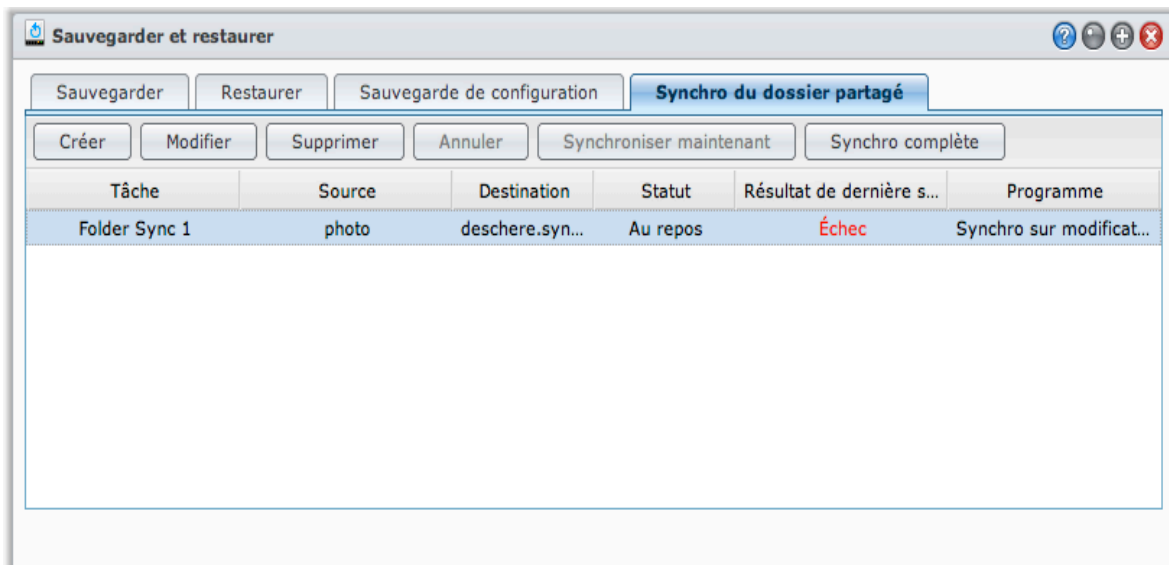 Sauvegarder et restaurer
Sauvegarder Restaurer Sauvegarde de configuration Synchro du dossier partagé
Créer Modifier Supprimer Annuler Synchroniser maintenant Synchro complète
Tâche Source Destination Statut Résultat de dernière s... Programme
Folder Sync 1 photo deschere.syn... Au repos Échec Synchro sur modificat...